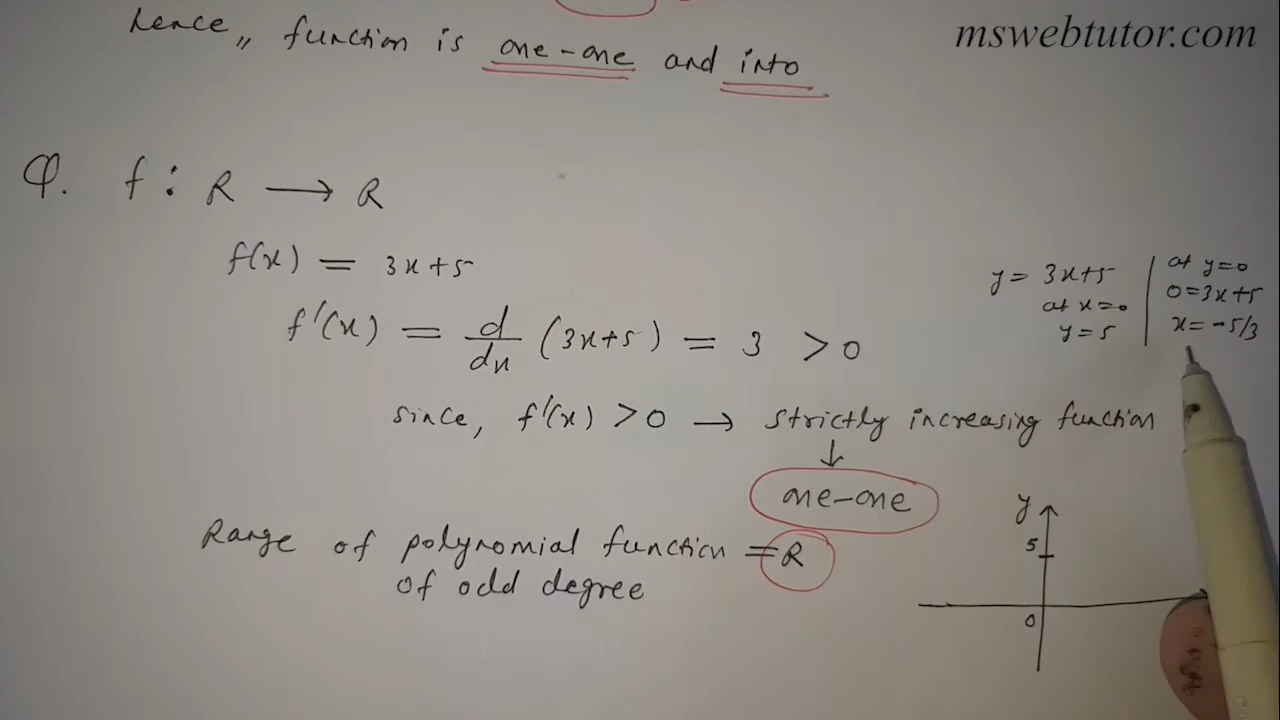 hence,, function is one-one and into
mswebtutor.com
Q. f : R → R
f(x) = 3x+5
f'(x) = d/dx (3x+5) = 3 > 0
y = 3x+5
at x=0
y=5
at y=0
0=3x+5
x=-5/3
since, f'(x) > 0 → strictly increasing function
↓
one-one
Range of polynomial function = R
of odd degree
y
5
0